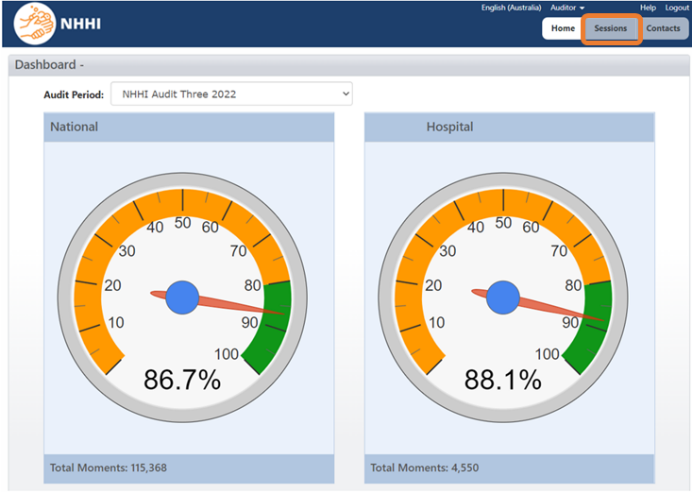 English (Australia) Auditor Help Logout
NHHI
Home Sessions Contacts
Dashboard -
Audit Period: NHHI Audit Three 2022
National
10 20 30 40 50 60 70 80 90 100
86.7%
Total Moments: 115,368
Hospital
10 20 30 40 50 60 70 80 90 100
88.1%
Total Moments: 4,550